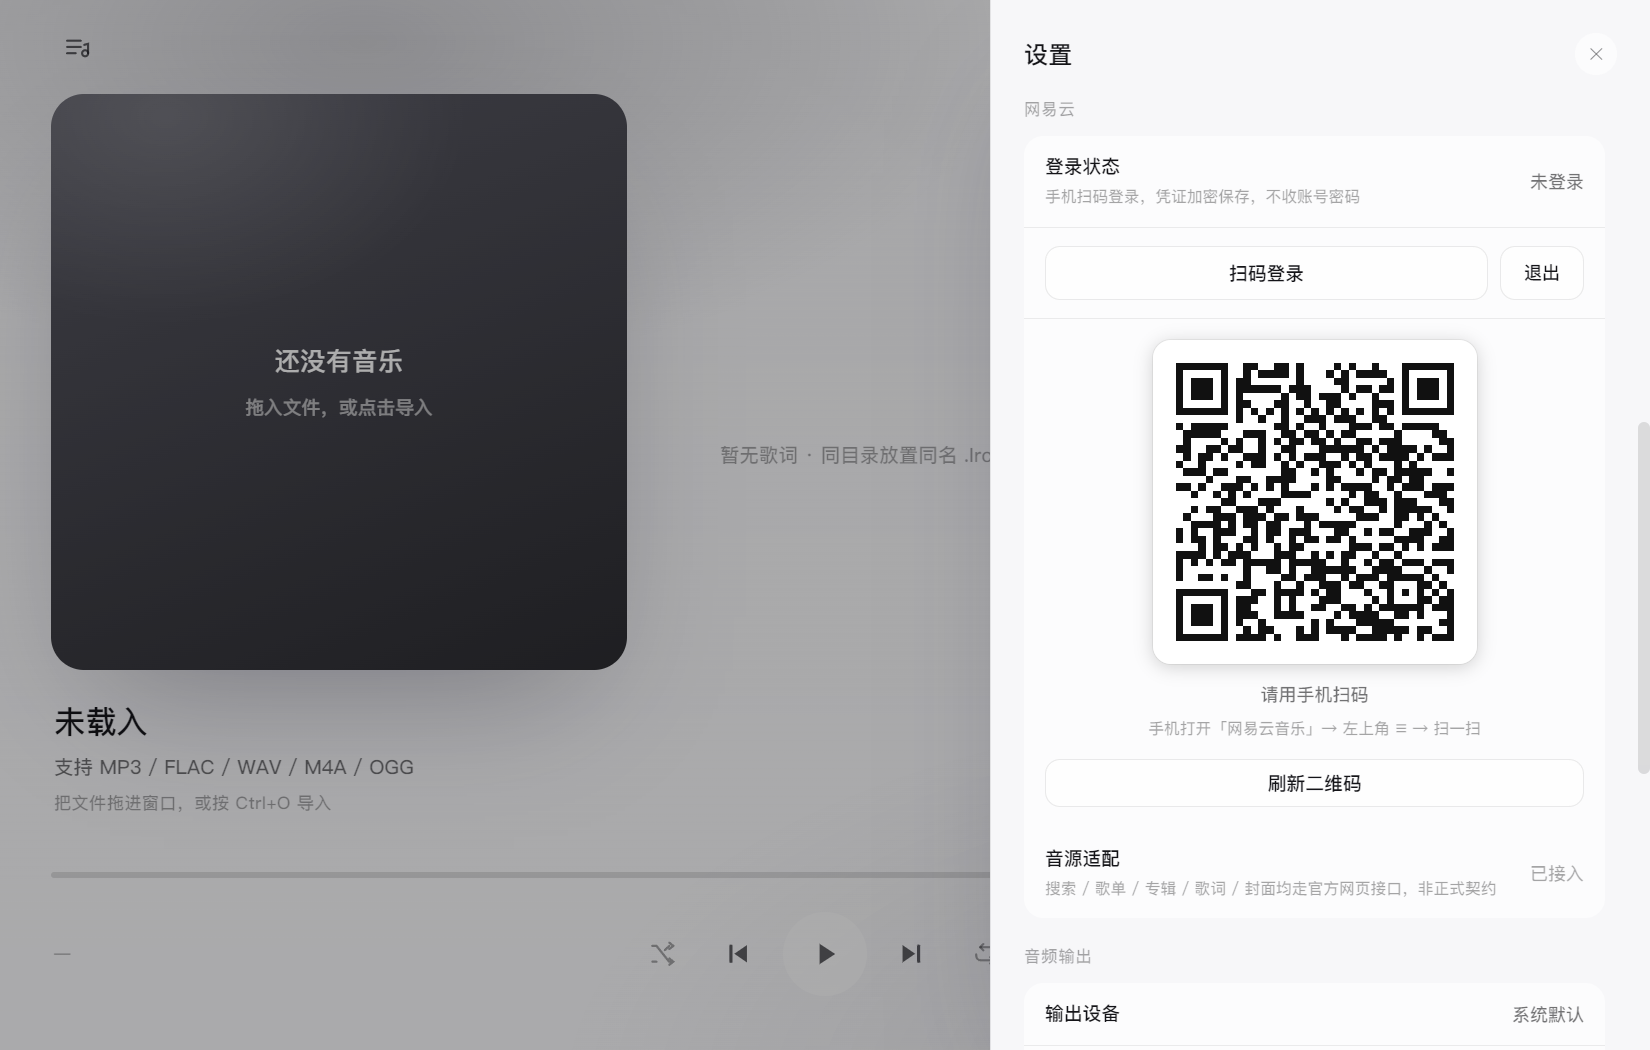 还没有音乐
拖入文件，或点击导入
未载入
支持 MP3 / FLAC / WAV / M4A / OGG
把文件拖进窗口，或按 Ctrl+O 导入
暂无歌词 · 同目录放置同名 .lrc
—
设置
网易云
登录状态
手机扫码登录，凭证加密保存，不收账号密码
未登录
扫码登录
退出
请用手机扫码
手机打开「网易云音乐」→ 左上角 ≡ → 扫一扫
刷新二维码
音源适配
搜索 / 歌单 / 专辑 / 歌词 / 封面均走官方网页接口，非正式契约
已接入
音频输出
输出设备
系统默认